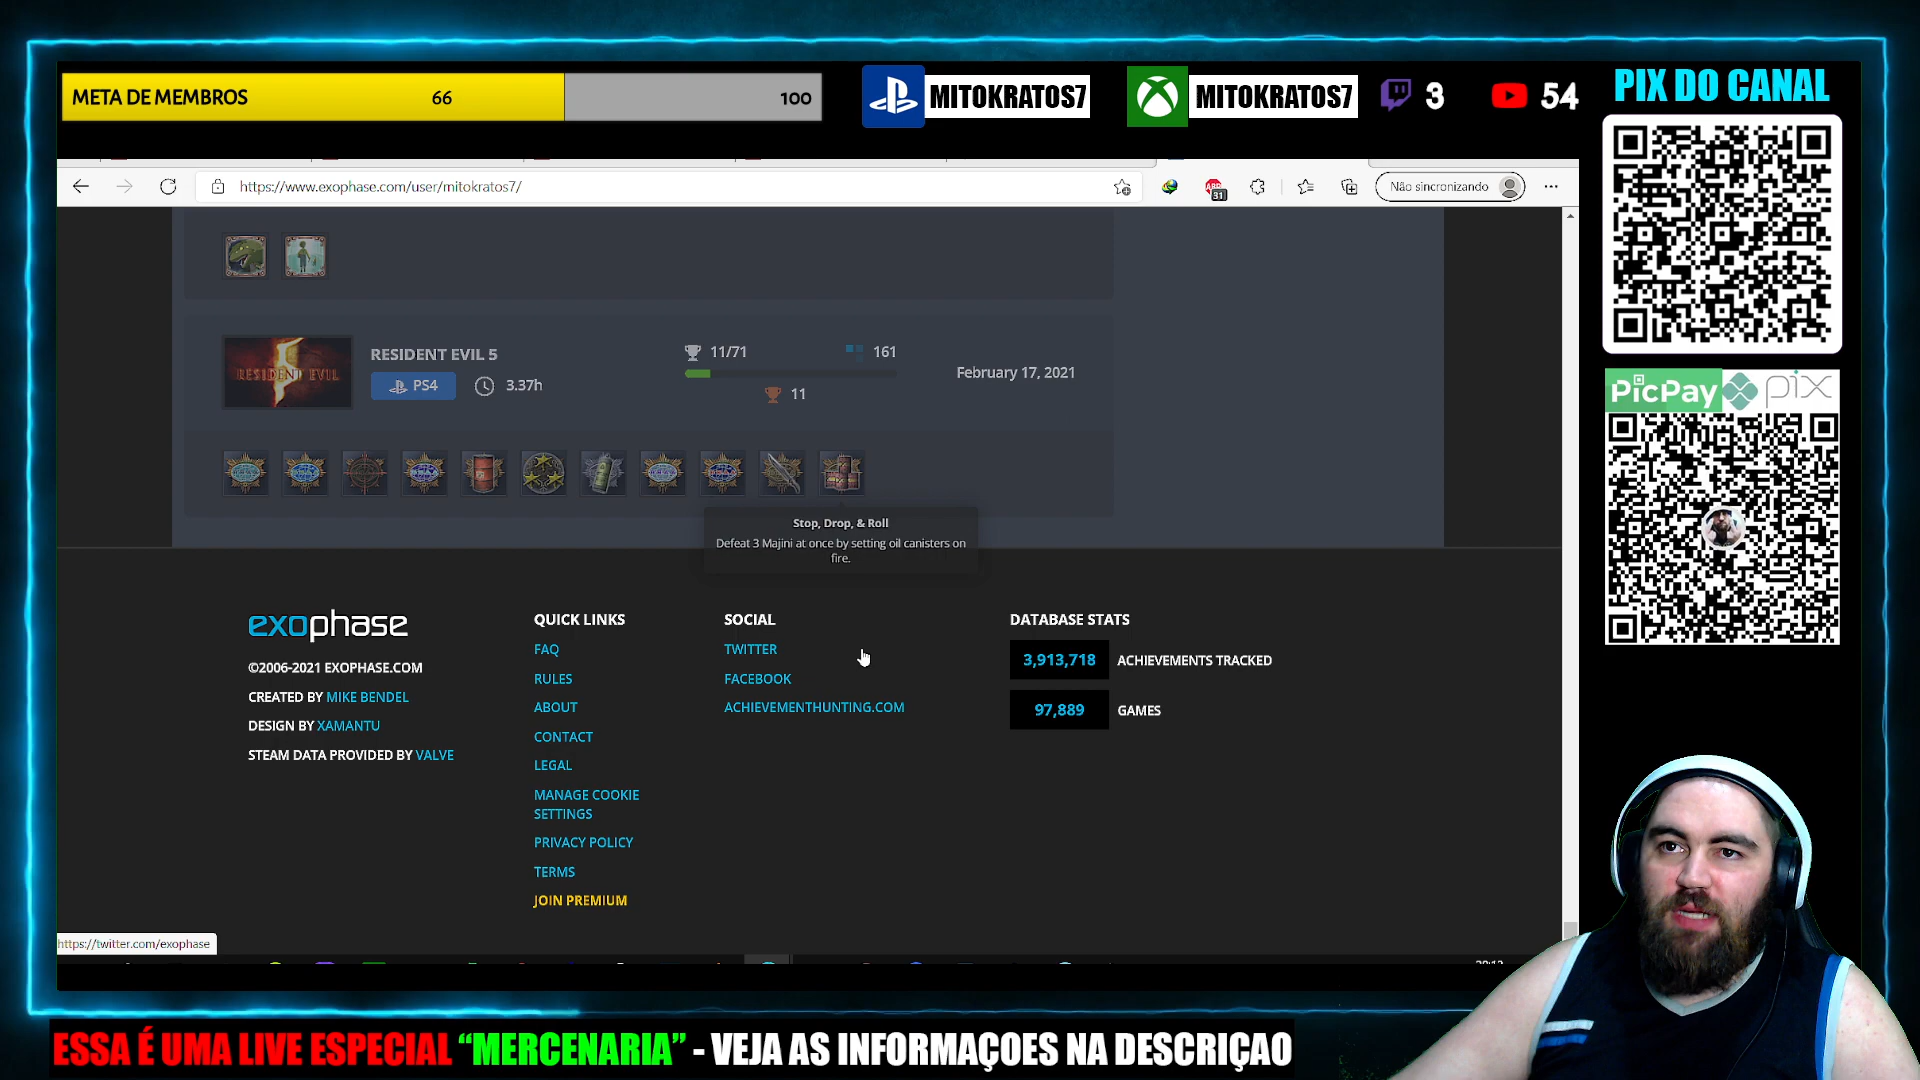 META DE MEMBROS 66 100
MITOKRATOS7
MITOKRATOS7
3
54
PIX DO CANAL
https://www.exophase.com/user/mitokratos7/
ABP
31
Não sincronizando
RESIDENT EVIL
5
RESIDENT EVIL 5
PS4 3.37h
11/71 161
11
February 17, 2021
Stop, Drop, & Roll
Defeat 3 Majini at once by setting oil canisters on
fire.
PicPay pix
exophase
©2006-2021 EXOPHASE.COM
CREATED BY MIKE BENDEL
DESIGN BY XAMANTU
STEAM DATA PROVIDED BY VALVE
QUICK LINKS
FAQ
RULES
ABOUT
CONTACT
LEGAL
MANAGE COOKIE
SETTINGS
PRIVACY POLICY
TERMS
JOIN PREMIUM
SOCIAL
TWITTER
FACEBOOK
ACHIEVEMENTHUNTING.COM
DATABASE STATS
3,913,718 ACHIEVEMENTS TRACKED
97,889 GAMES
https://twitter.com/exophase
ESSA É UMA LIVE ESPECIAL “MERCENARIA” - VEJA AS INFORMAÇOES NA DESCRIÇAO